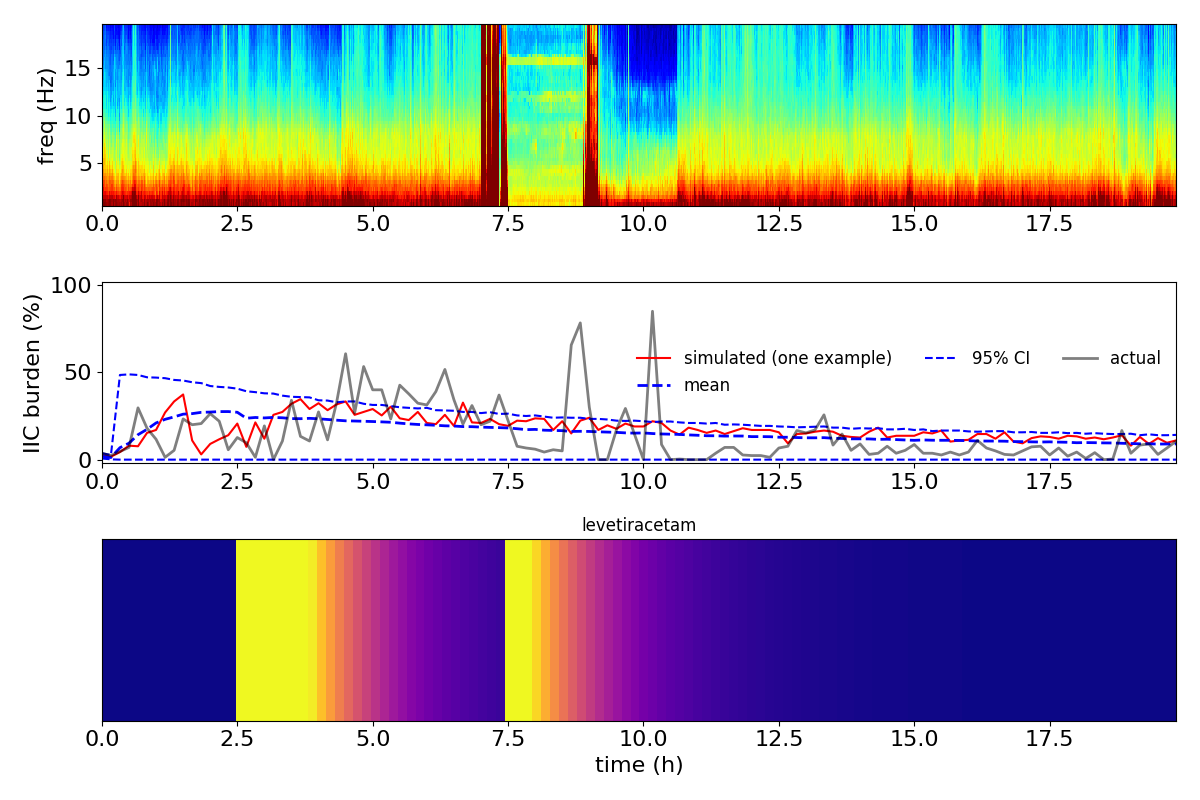 freq (Hz)
15
10
5
0.0 2.5 5.0 7.5 10.0 12.5 15.0 17.5
IIC burden (%)
100
50
0
simulated (one example) 95% CI actual
mean
0.0 2.5 5.0 7.5 10.0 12.5 15.0 17.5
levetiracetam
0.0 2.5 5.0 7.5 10.0 12.5 15.0 17.5
time (h)